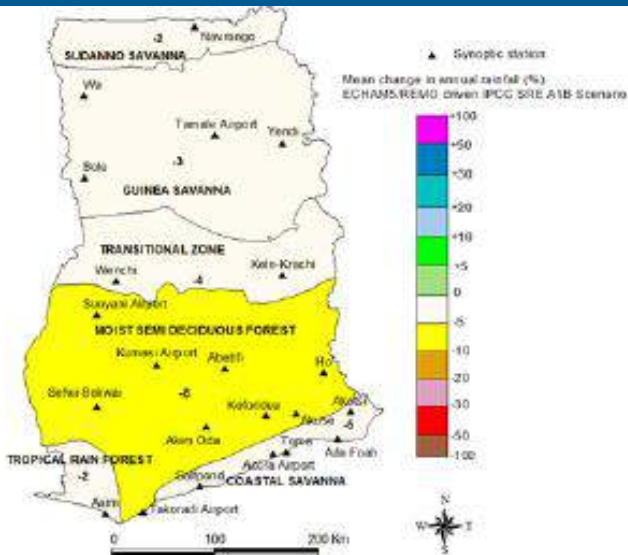 -2
Navrongo
SUDANNO SAVANNA
Wa
Tamale Airport
Yendi
Bole
-3
GUINEA SAVANNA
TRANSITIONAL ZONE
Wenchi
Kete-Krachi
-4
Sunyani Airport
MOIST SEMI DECIDUOUS FOREST
Kumasi Airport
Abetifi
Ho
Sefwi-Bekwai
Koforidua
Akuse
Akim Oda
Tema
Ada Foah
Accra Airport
TROPICAL RAIN FOREST
-2
Saltpond
COASTAL SAVANNA
Axim
Takoradi Airport
0 100 200 Km
Synoptic station
Mean change in annual rainfall (%)
ECHAM5/REMO driven IPCC SRE A1B Scenario
+100
+50
+30
+20
+10
+5
0
-5
-10
-20
-30
-50
-100
N
W
S